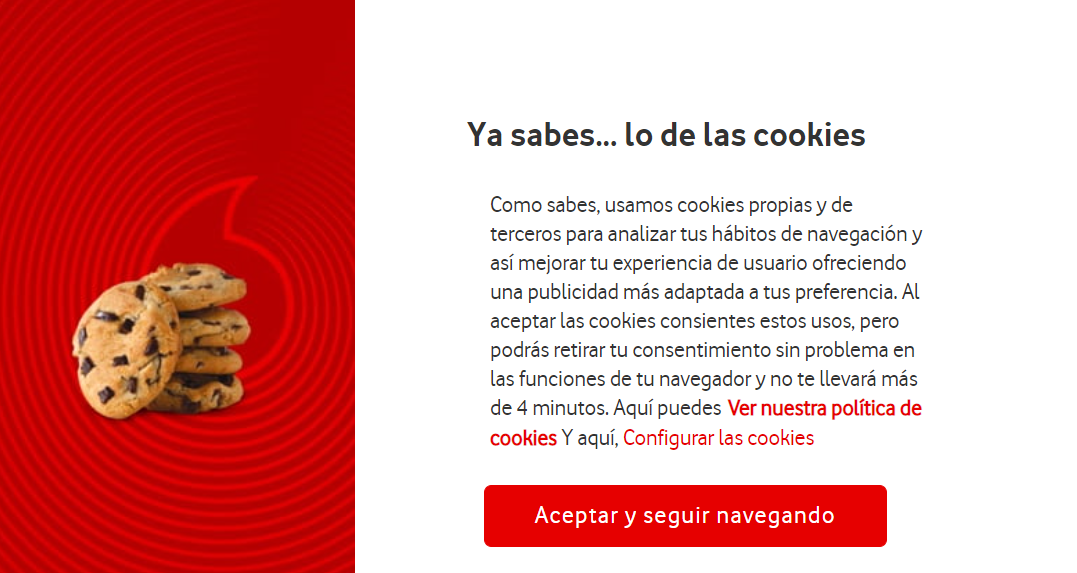 Ya sabes... lo de las cookies
Como sabes, usamos cookies propias y de
terceros para analizar tus hábitos de navegación y
así mejorar tu experiencia de usuario ofreciendo
una publicidad más adaptada a tus preferencia. Al
aceptar las cookies consientes estos usos, pero
podrás retirar tu consentimiento sin problema en
las funciones de tu navegador y no te llevará más
de 4 minutos. Aquí puedes Ver nuestra política de
cookies Y aquí, Configurar las cookies
Aceptar y seguir navegando